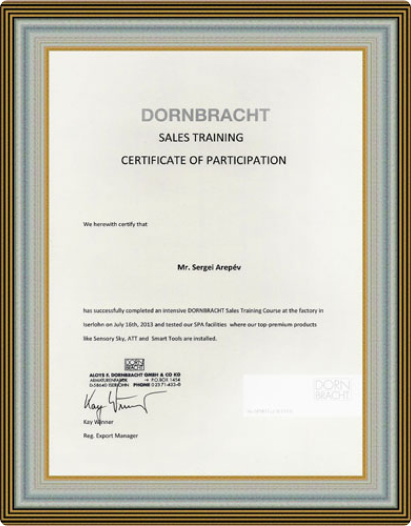 DORNBRACHT
SALES TRAINING
CERTIFICATE OF PARTICIPATION
We herewith certify that
Mr. Sergei Arepév
has successfully completed an intensive DORNBRACHT Sales Training Course at the factory in
Iserlohn on July 16th, 2013 and tested our SPA facilities where our top-premium products
like Sensory Sky, ATT and Smart Tools are installed.
DORN
BRACHT
ALOYS F. DORNBRACHT GMBH & CO KG
ARMATURENFABRIK P.O.BOX 1454
D-58640 ISERLOHN PHONE 02371-433-0
Kay Wanner
Reg. Export Manager
DORN
BRACHT